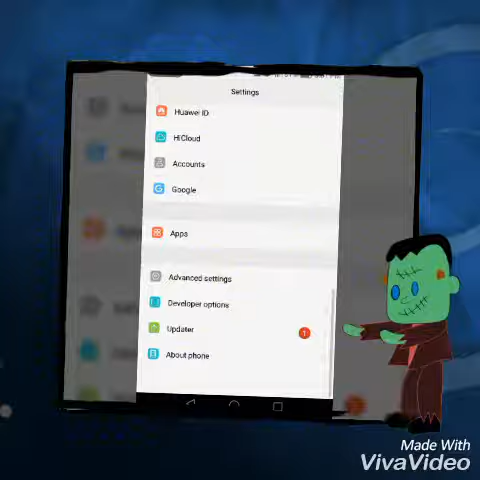 Settings
Huawei ID
HiCloud
Accounts
Google
Apps
Advanced settings
Developer options
Updater
1
About phone
Made With
VivaVideo